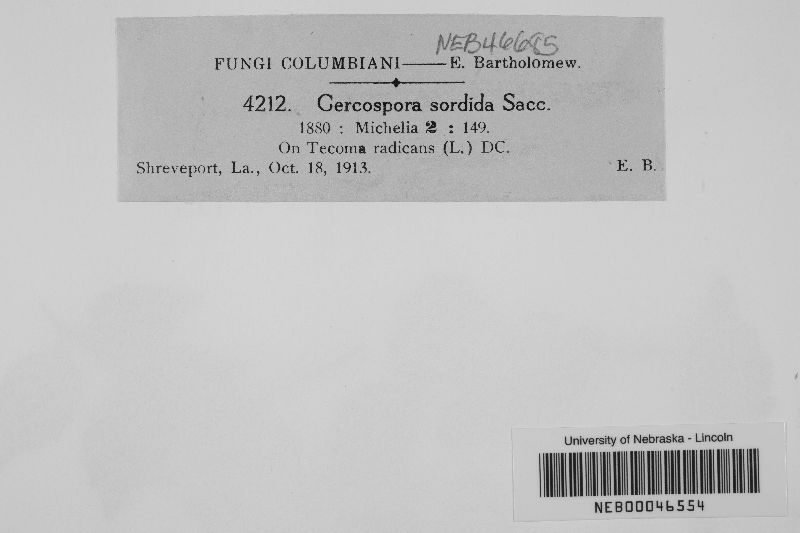 NEB46685
FUNGI COLUMBIANI—E. Bartholomew.
4212. Cercospora sordida Sacc.
1880 : Michelia 2 : 149.
On Tecoma radicans (L.) DC.
Shreveport, La., Oct. 18, 1913. E. B.
University of Nebraska - Lincoln
NEB00046554